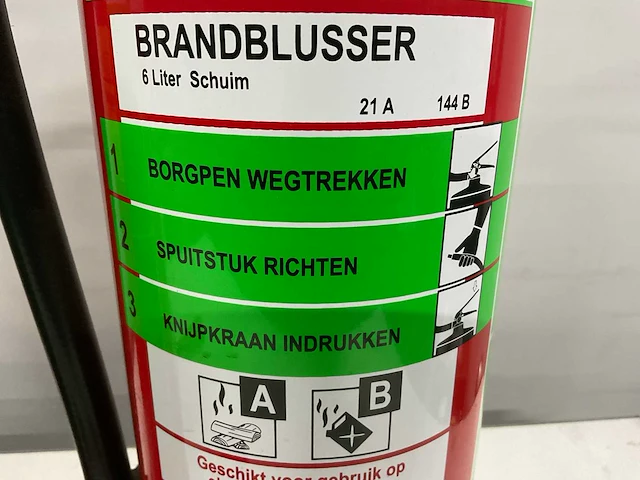 BRANDBLUSSER
6 Liter Schuim
21 A 144 B
1 BORGPEN WEGTREKKEN
2 SPUITSTUK RICHTEN
3 KNIJPKRAAN INDRUKKEN
A B
Geschikt voor gebruik op